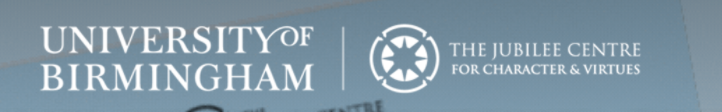 UNIVERSITY OF
BIRMINGHAM
THE JUBILEE CENTRE
FOR CHARACTER & VIRTUES